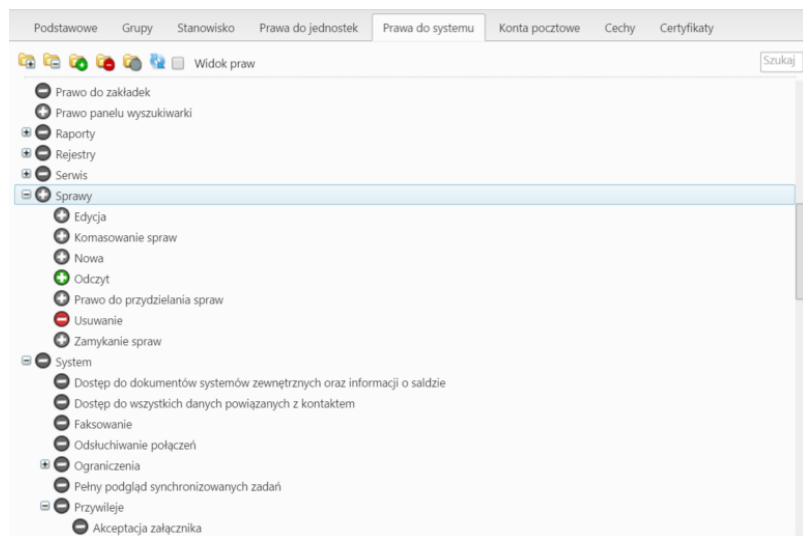 Podstawowe Grupy Stanowisko Prawa do jednostek Prawa do systemu Konta pocztowe Cechy Certyfikaty
Widok praw Szukaj
Prawo do zakładek
Prawo panelu wyszukiwarki
Raporty
Rejestry
Serwis
Sprawy
Edycja
Komasowanie spraw
Nowa
Odczyt
Prawo do przydzielania spraw
Usuwanie
Zamykanie spraw
System
Dostęp do dokumentów systemów zewnętrznych oraz informacji o saldzie
Dostęp do wszystkich danych powiązanych z kontaktem
Faksowanie
Odsłuchiwanie połączeń
Ograniczenia
Pełny podgląd synchronizowanych zadań
Przywileje
Akceptacja załącznika